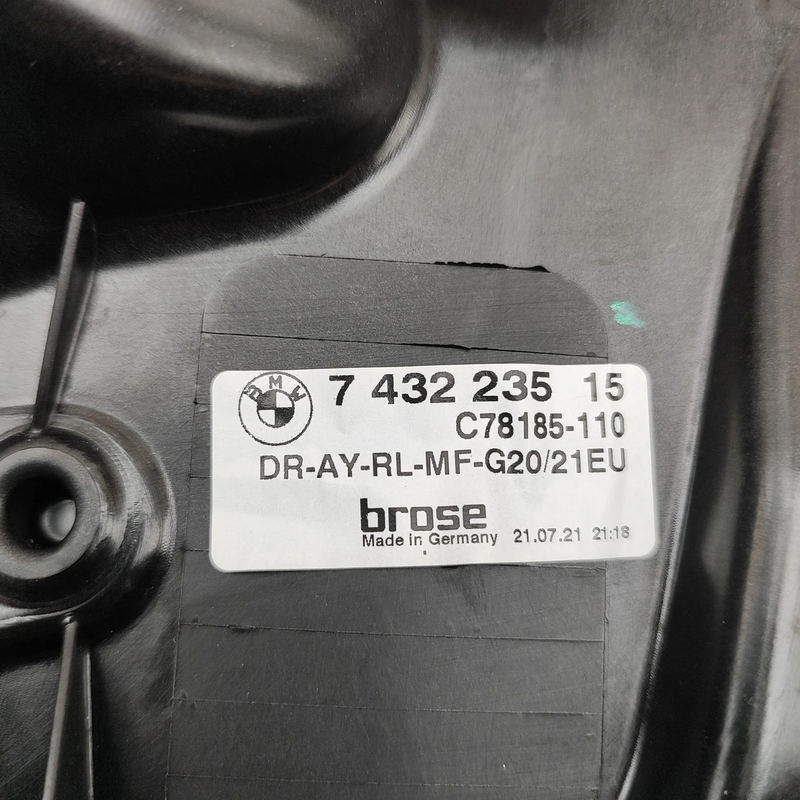 BMW 7 432 235 15
C78185-110
DR-AY-RL-MF-G20/21EU
brose
Made in Germany 21.07.21 21:18